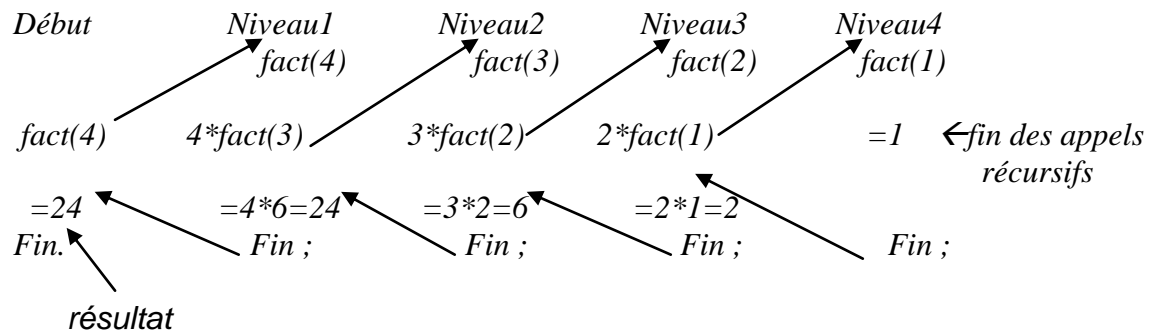 Début Niveau1 Niveau2 Niveau3 Niveau4
fact(4) fact(3) fact(2) fact(1)
fact(4) 4*fact(3) 3*fact(2) 2*fact(1) =1 ←fin des appels
récursifs
=24 =4*6=24 =3*2=6 =2*1=2
Fin. Fin ; Fin ; Fin ; Fin ;
résultat